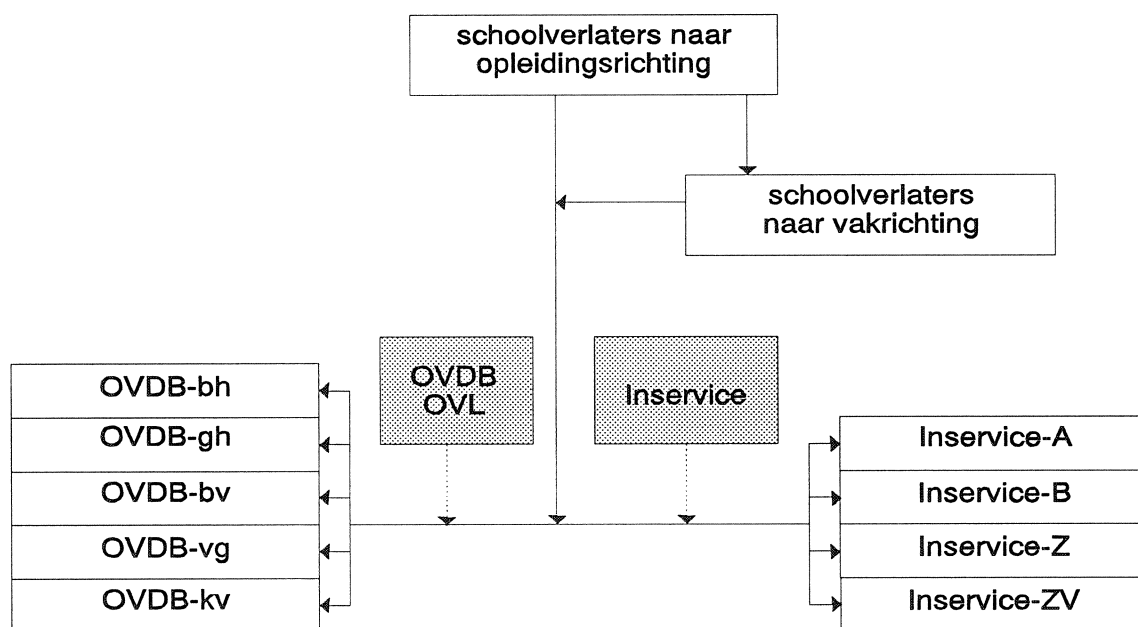 schoolverlaters naar
opleidingsrichting
schoolverlaters
naar vakrichting
OVDB
OVL
Inservice
OVDB-bh
OVDB-gh
OVDB-bv
OVDB-vg
OVDB-kv
Inservice-A
Inservice-B
Inservice-Z
Inservice-ZV